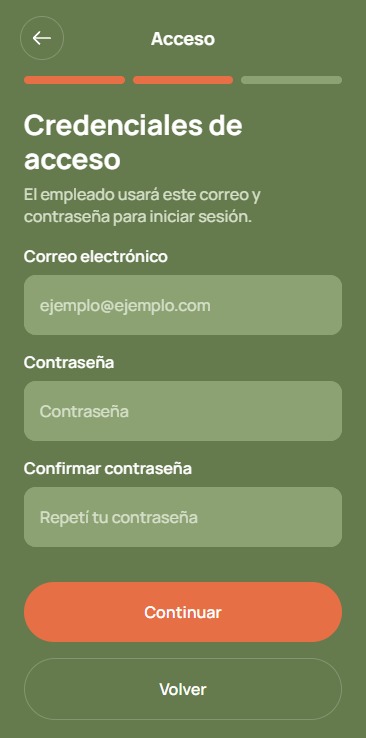 Acceso
Credenciales de
acceso
El empleado usará este correo y
contraseña para iniciar sesión.
Correo electrónico
ejemplo@ejemplo.com
Contraseña
Contraseña
Confirmar contraseña
Repetí tu contraseña
Continuar
Volver